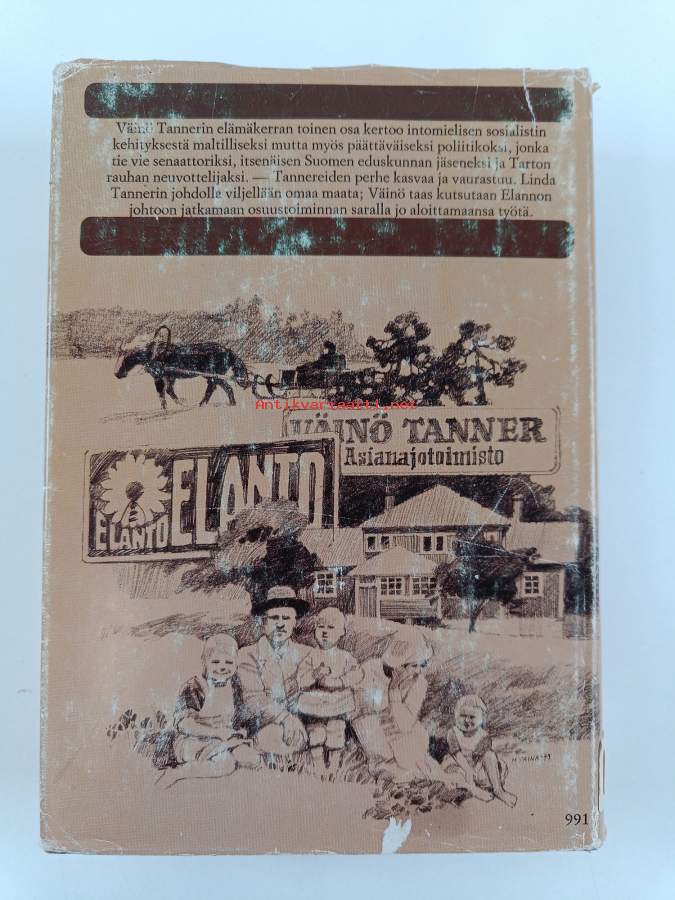 Väinö Tannerin elämäkerran toinen osa kertoo intomielisen sosialistin
kehityksestä maltilliseksi mutta myös päättäväiseksi poliitikoksi, jonka
tie vie senaattoriksi, itsenäisen Suomen eduskunnan jäseneksi ja Tarton
rauhan neuvottelijaksi. — Tannereiden perhe kasvaa ja vaurastuu. Linda
Tannerin johdolla viljellään omaa maata; Väinö taas kutsutaan Elannon
johtoon jatkamaan osuustoiminnan saralla jo aloittamaansa työtä.
Antikvariaatti.net
VÄINÖ TANNER
Asianajotoimisto
ELANTO
ELANTO
991